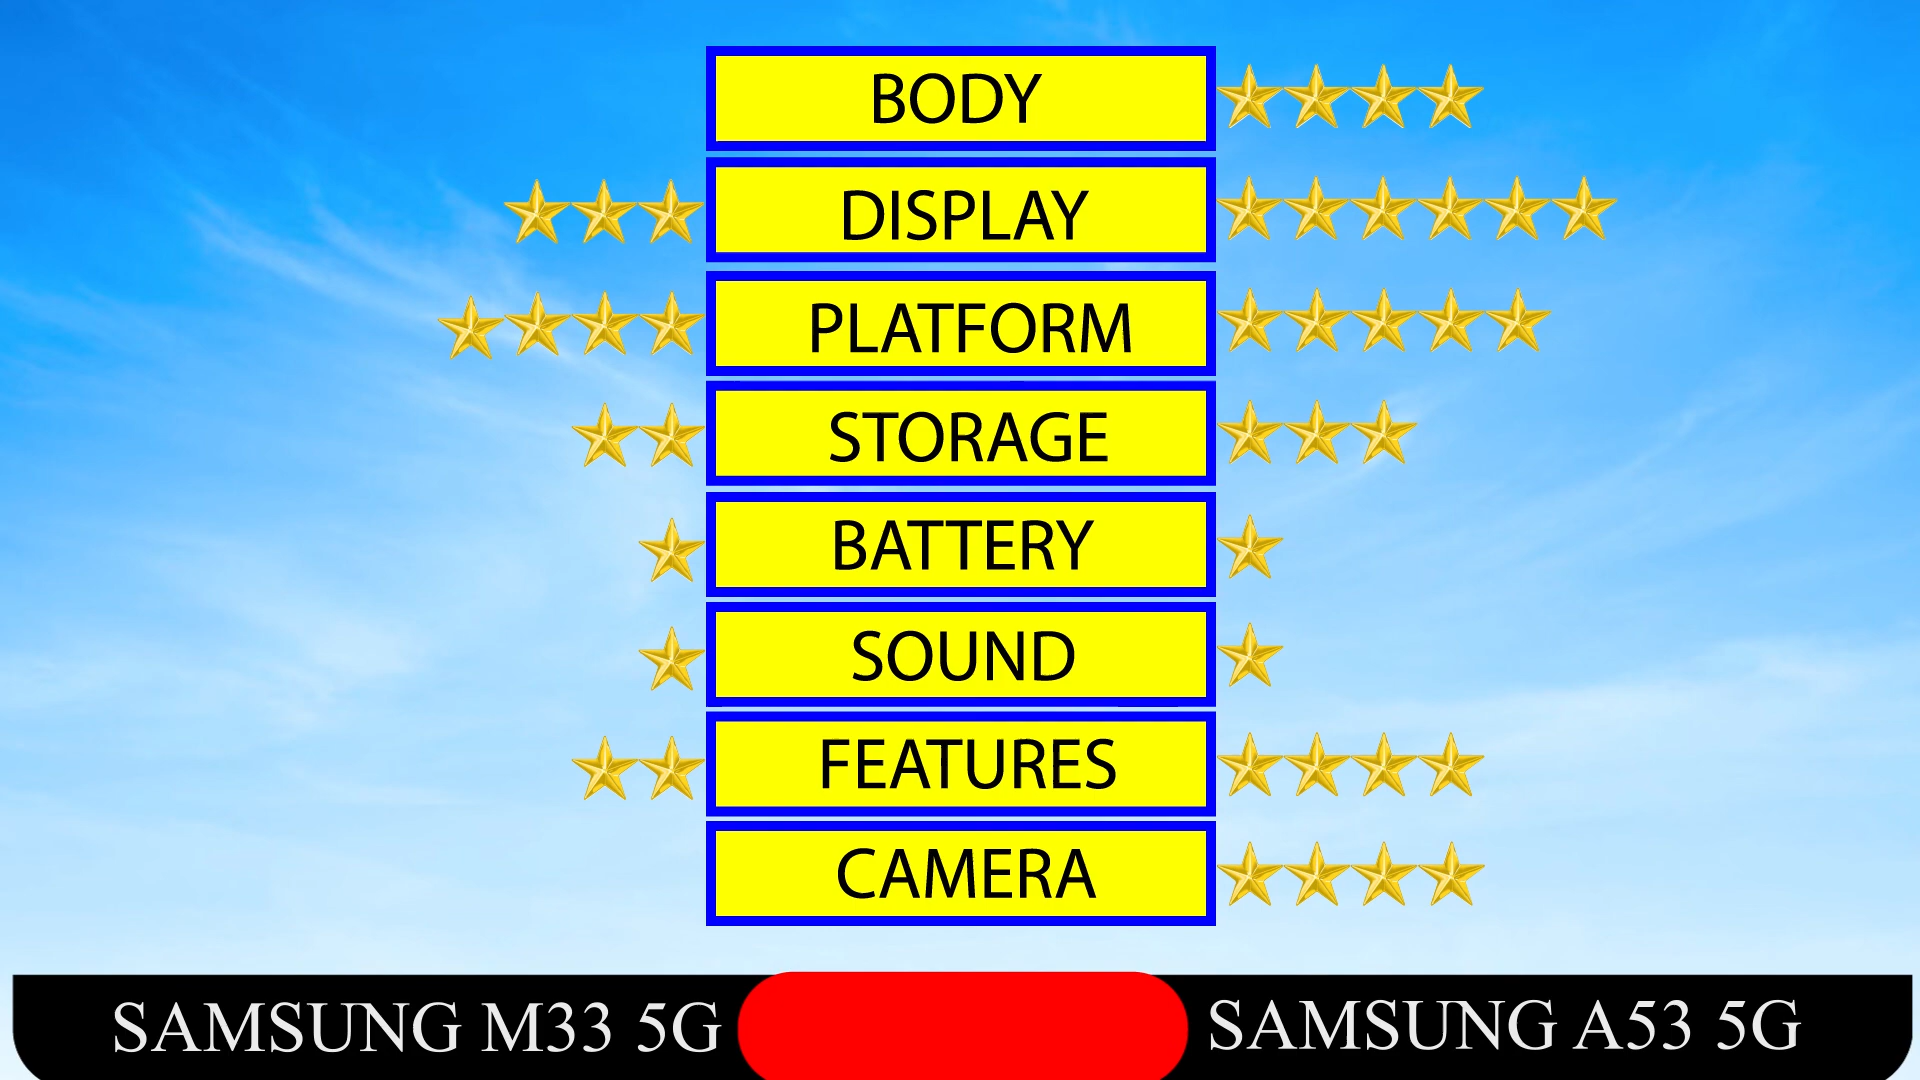 BODY
DISPLAY
PLATFORM
STORAGE
BATTERY
SOUND
FEATURES
CAMERA
SAMSUNG M33 5G
SAMSUNG A53 5G